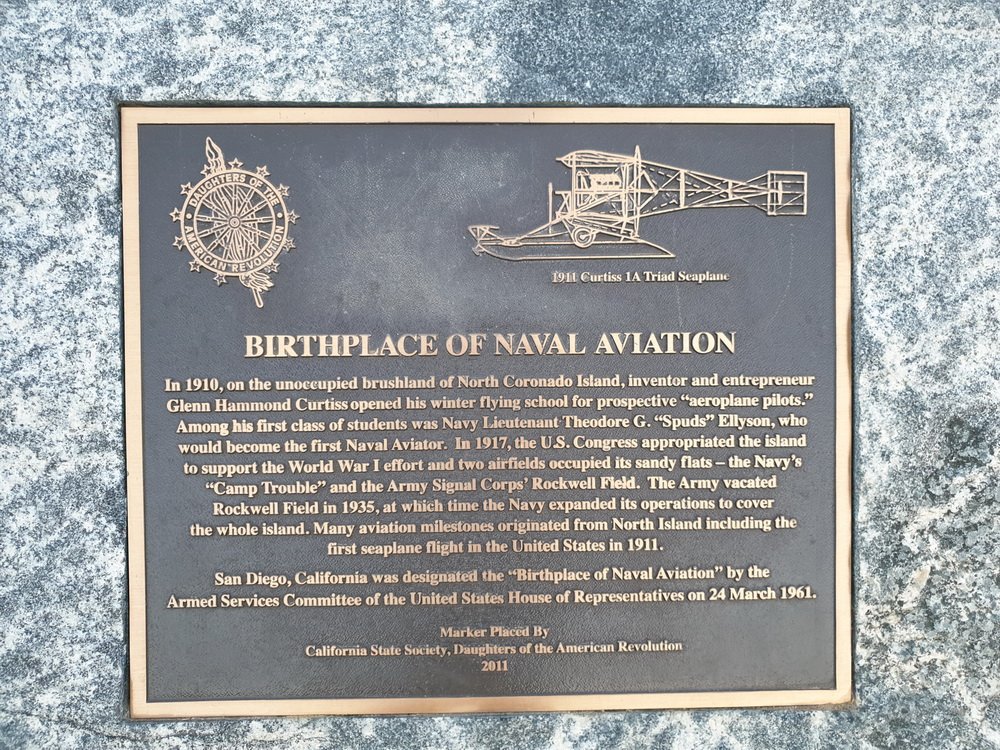 DAUGHTERS OF THE
AMERICAN REVOLUTION
1911 Curtiss 1A Triad Seaplane
BIRTHPLACE OF NAVAL AVIATION
In 1910, on the unoccupied brushland of North Coronado Island, inventor and entrepreneur
Glenn Hammond Curtiss opened his winter flying school for prospective “aeroplane pilots.”
Among his first class of students was Navy Lieutenant Theodore G. “Spuds” Ellyson, who
would become the first Naval Aviator. In 1917, the U.S. Congress appropriated the island
to support the World War I effort and two airfields occupied its sandy flats – the Navy’s
“Camp Trouble” and the Army Signal Corps’ Rockwell Field. The Army vacated
Rockwell Field in 1935, at which time the Navy expanded its operations to cover
the whole island. Many aviation milestones originated from North Island including the
first seaplane flight in the United States in 1911.
San Diego, California was designated the “Birthplace of Naval Aviation” by the
Armed Services Committee of the United States House of Representatives on 24 March 1961.
Marker Placed By
California State Society, Daughters of the American Revolution
2011